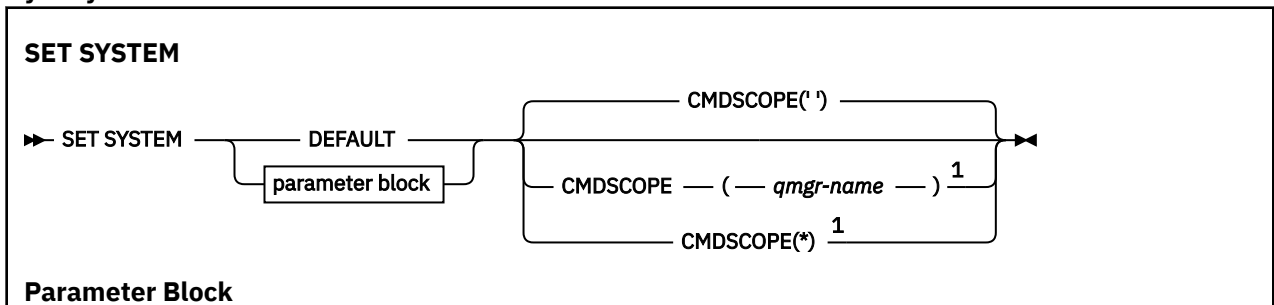 SET SYSTEM
CMDSCOPE(' ')
SET SYSTEM DEFAULT
parameter block
CMDSCOPE ( qmgr-name ) 1
CMDSCOPE(*) 1
Parameter Block